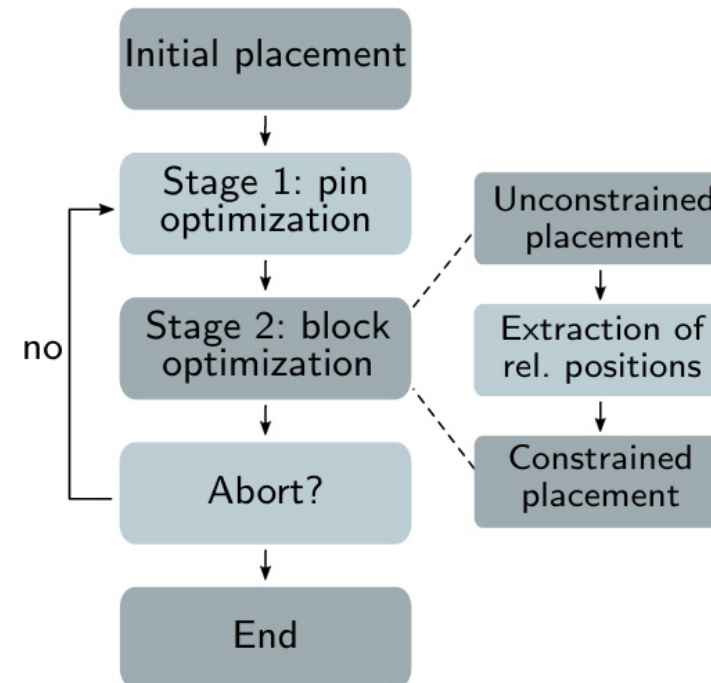 Initial placement
Stage 1: pin
optimization
Stage 2: block
optimization
no
Abort?
End
Unconstrained
placement
Extraction of
rel. positions
Constrained
placement